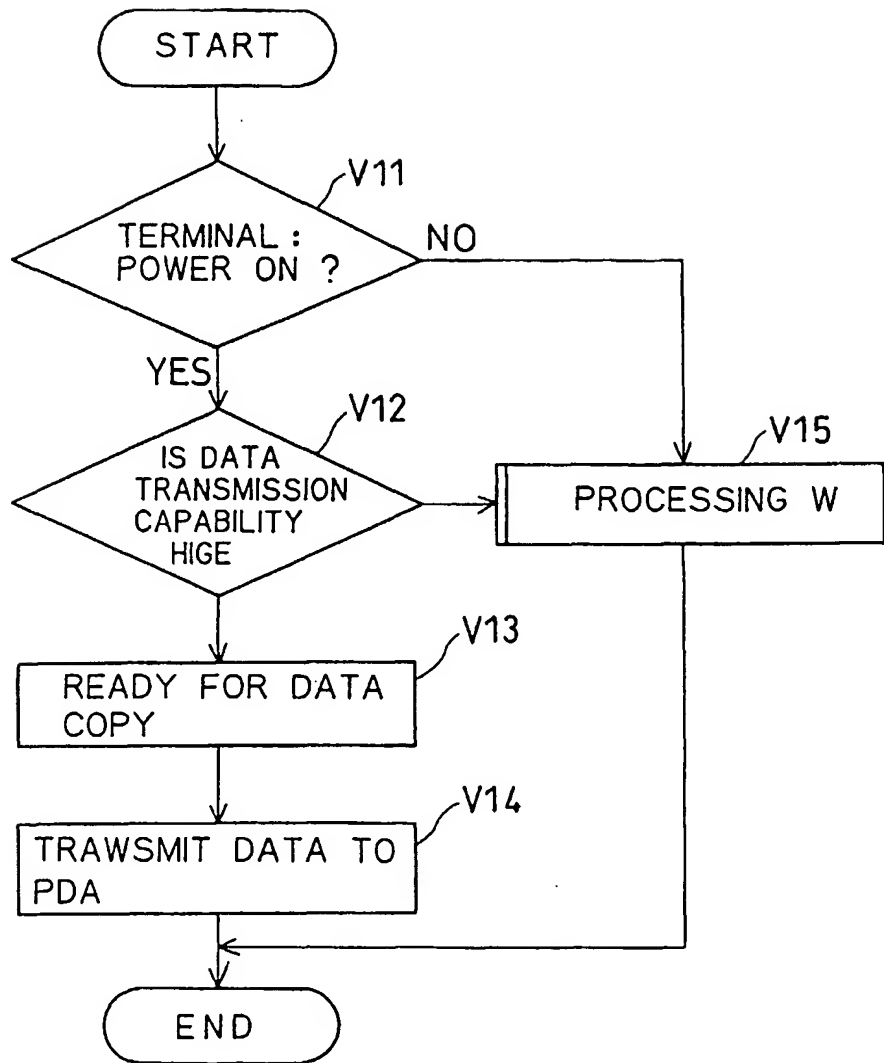 START
V11
TERMINAL :
POWER ON ?
NO
YES
V12
IS DATA
TRANSMISSION
CAPABILITY
HIGE
V15
PROCESSING W
V13
READY FOR DATA
COPY
V14
TRAWSMIT DATA TO
PDA
END